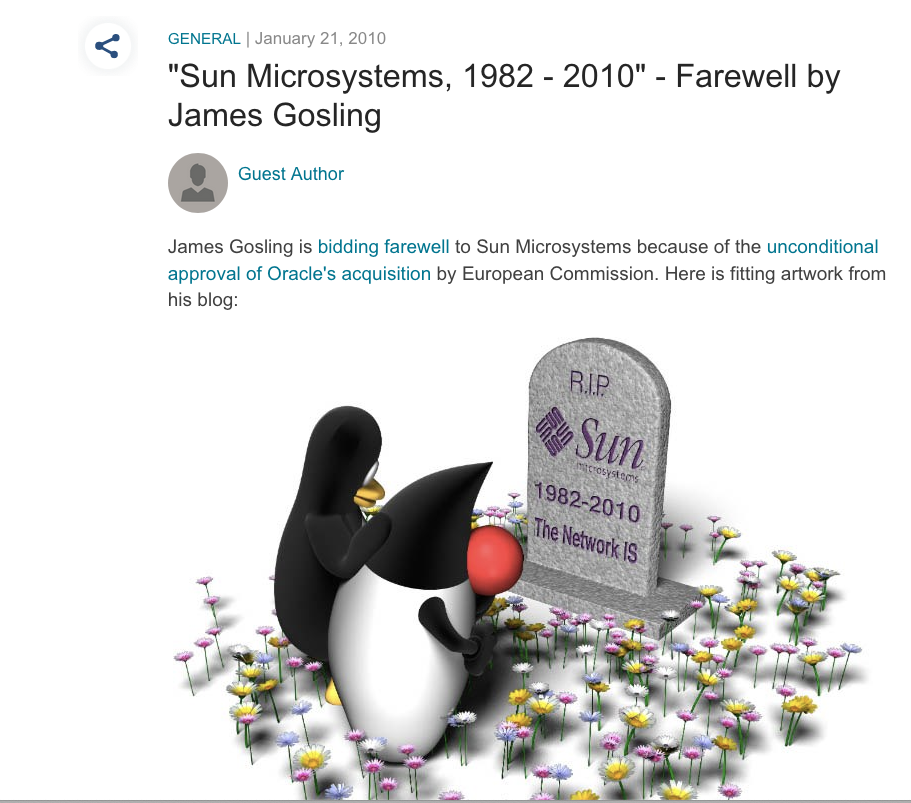 GENERAL | January 21, 2010
"Sun Microsystems, 1982 - 2010" - Farewell by
James Gosling
Guest Author
James Gosling is bidding farewell to Sun Microsystems because of the unconditional
approval of Oracle's acquisition by European Commission. Here is fitting artwork from
his blog:
R.I.P
Sun
microsystems
1982-2010
The Network IS